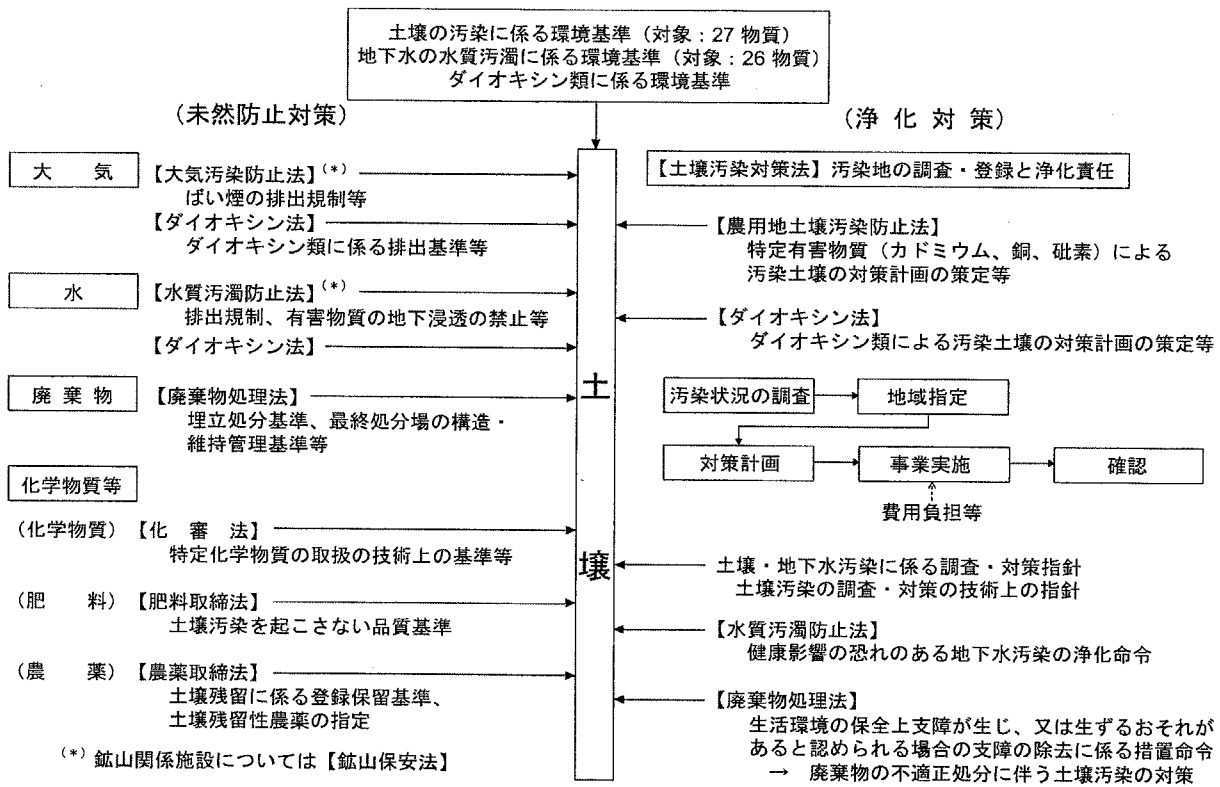 土壌の汚染に係る環境基準（対象：27 物質）
地下水の水質汚濁に係る環境基準（対象：26 物質）
ダイオキシン類に係る環境基準
（未然防止対策）
大　気
【大気汚染防止法】(*)
ばい煙の排出規制等
【ダイオキシン法】
ダイオキシン類に係る排出基準等
水
【水質汚濁防止法】(*)
排出規制、有害物質の地下浸透の禁止等
【ダイオキシン法】
廃 棄 物
【廃棄物処理法】
埋立処分基準、最終処分場の構造・
維持管理基準等
化学物質等
（化学物質）【化　審　法】
特定化学物質の取扱の技術上の基準等
（肥　　料）【肥料取締法】
土壌汚染を起こさない品質基準
（農　　薬）【農薬取締法】
土壌残留に係る登録保留基準、
土壌残留性農薬の指定
(*) 鉱山関係施設については【鉱山保安法】
土
壌
（浄 化 対 策）
【土壌汚染対策法】汚染地の調査・登録と浄化責任
【農用地土壌汚染防止法】
特定有害物質（カドミウム、銅、砒素）による
汚染土壌の対策計画の策定等
【ダイオキシン法】
ダイオキシン類による汚染土壌の対策計画の策定等
汚染状況の調査
地域指定
対策計画
事業実施
確認
費用負担等
土壌・地下水汚染に係る調査・対策指針
土壌汚染の調査・対策の技術上の指針
【水質汚濁防止法】
健康影響の恐れのある地下水汚染の浄化命令
【廃棄物処理法】
生活環境の保全上支障が生じ、又は生ずるおそれが
あると認められる場合の支障の除去に係る措置命令
→ 廃棄物の不適正処分に伴う土壌汚染の対策